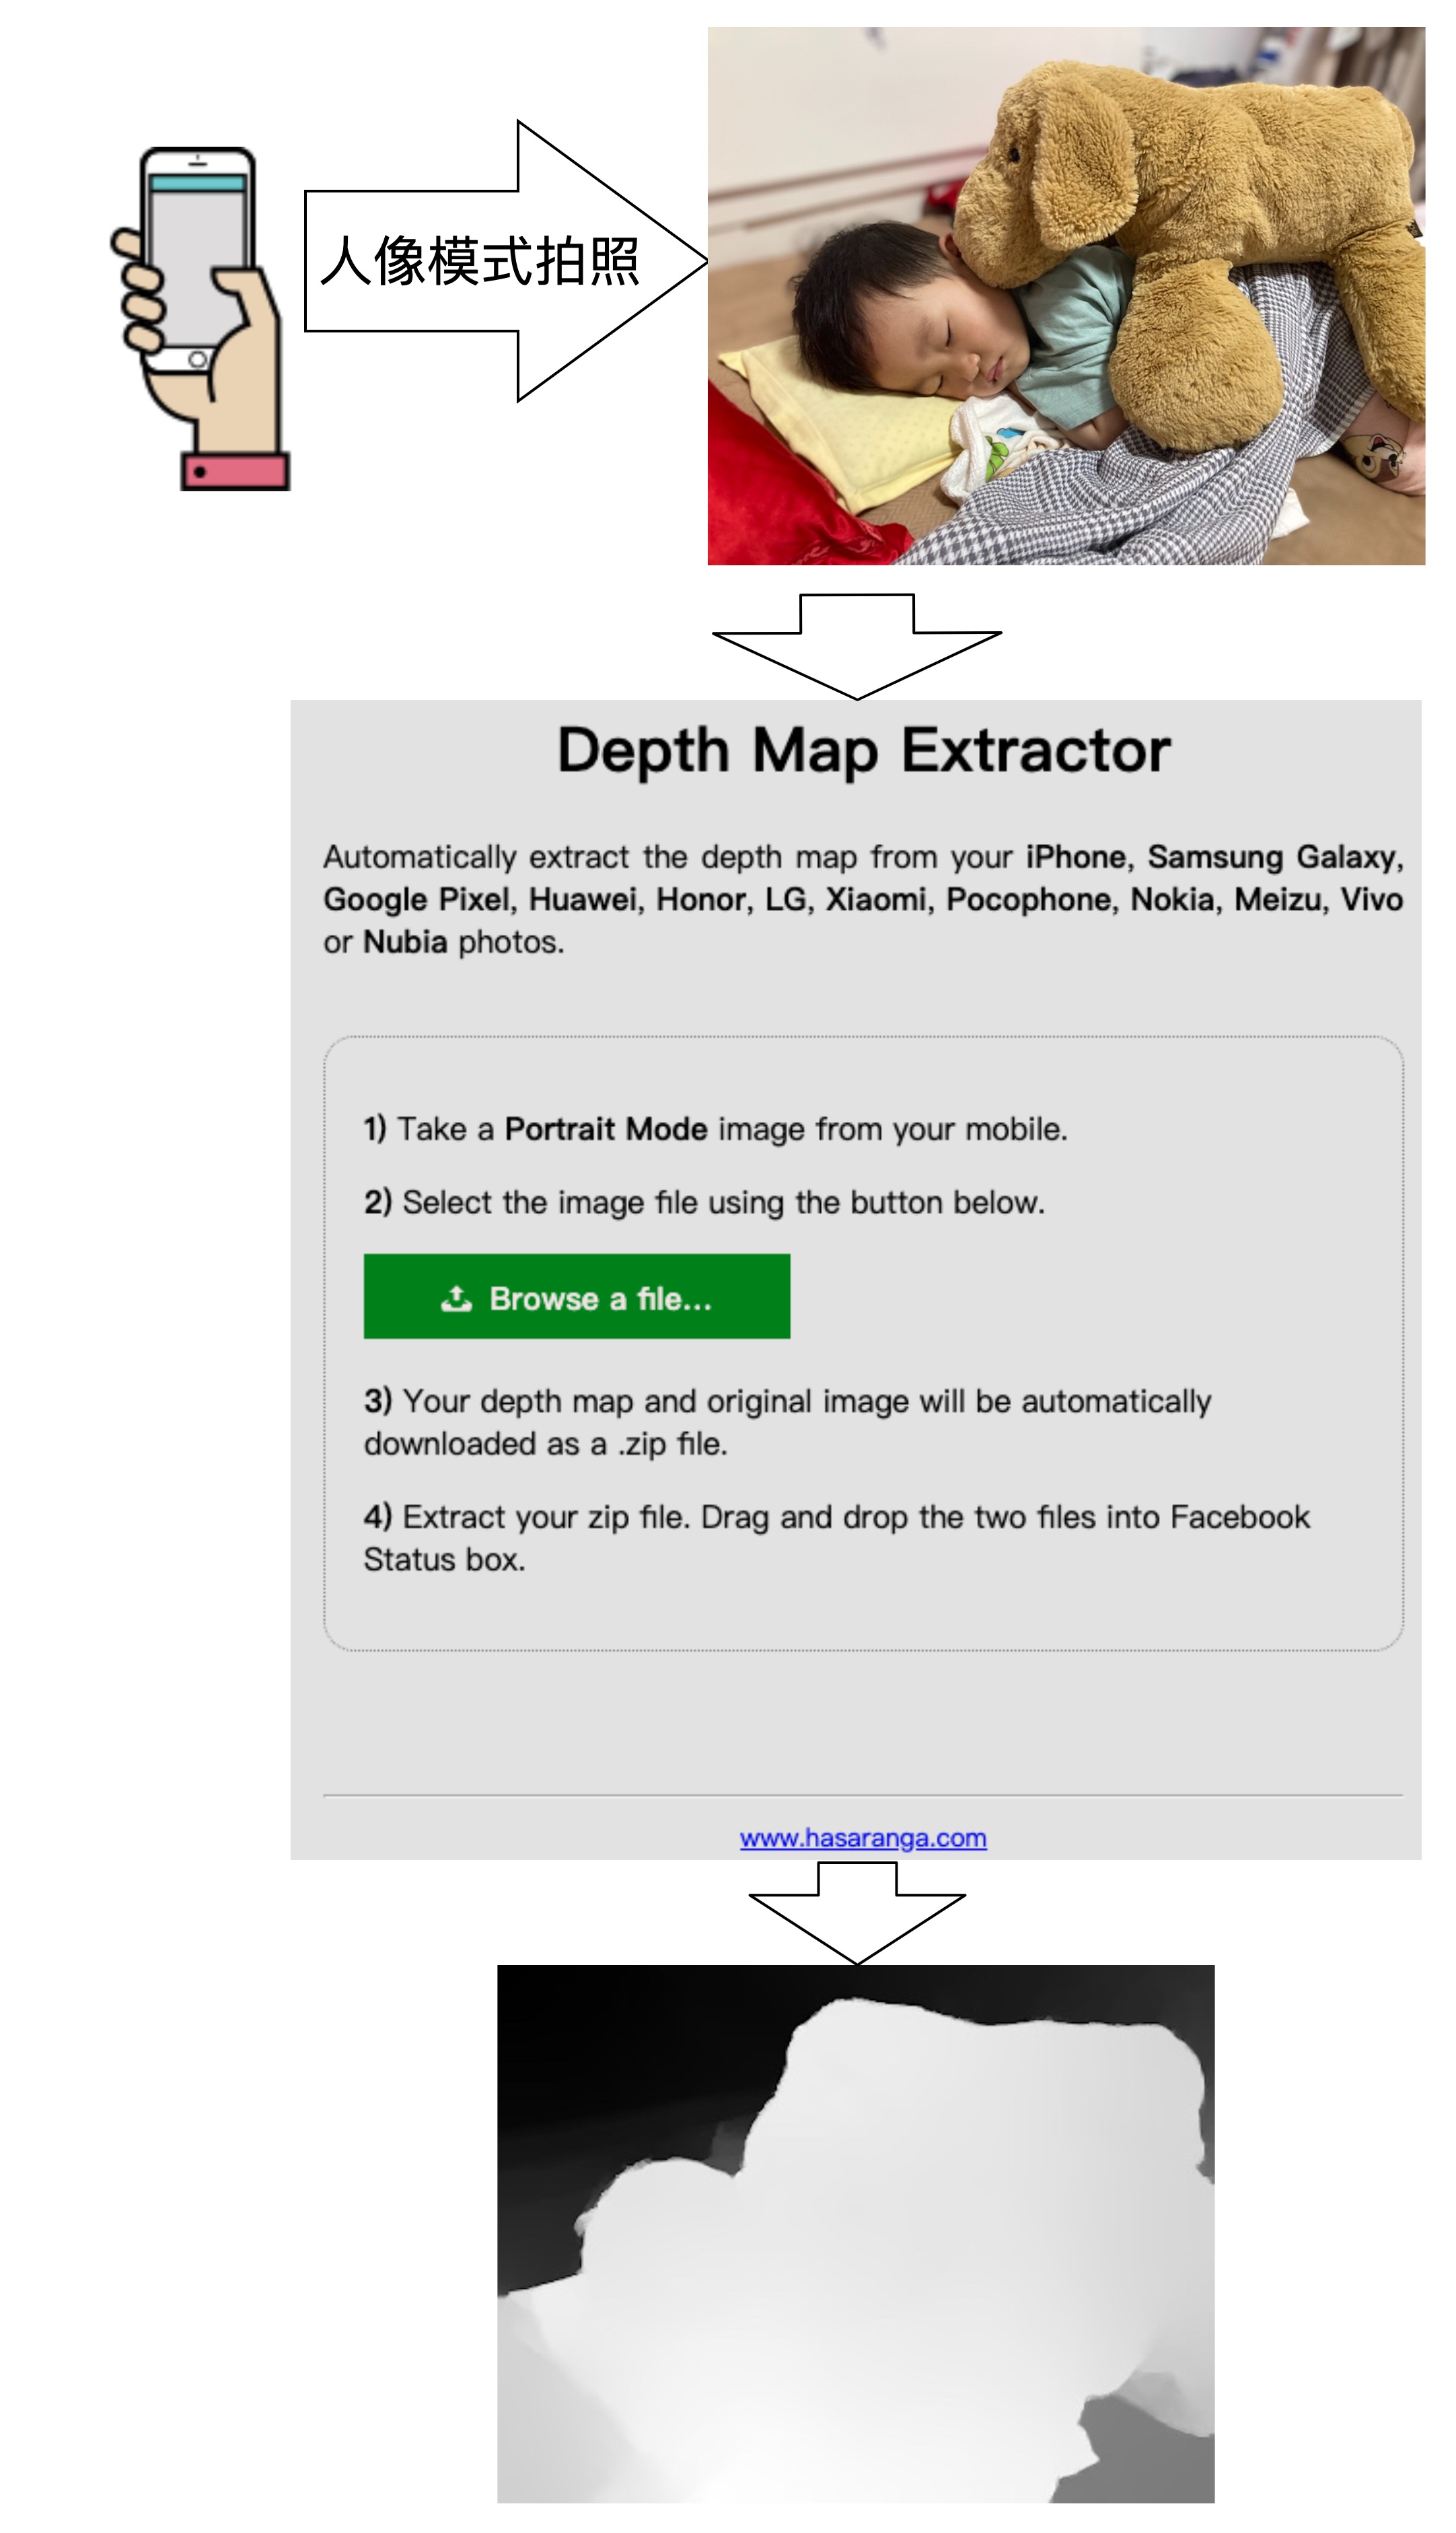 人像模式拍照
Depth Map Extractor
Automatically extract the depth map from your iPhone, Samsung Galaxy,
Google Pixel, Huawei, Honor, LG, Xiaomi, Pocophone, Nokia, Meizu, Vivo
or Nubia photos.
1) Take a Portrait Mode image from your mobile.
2) Select the image file using the button below.
Browse a file...
3) Your depth map and original image will be automatically
downloaded as a .zip file.
4) Extract your zip file. Drag and drop the two files into Facebook
Status box.
www.hasaranga.com